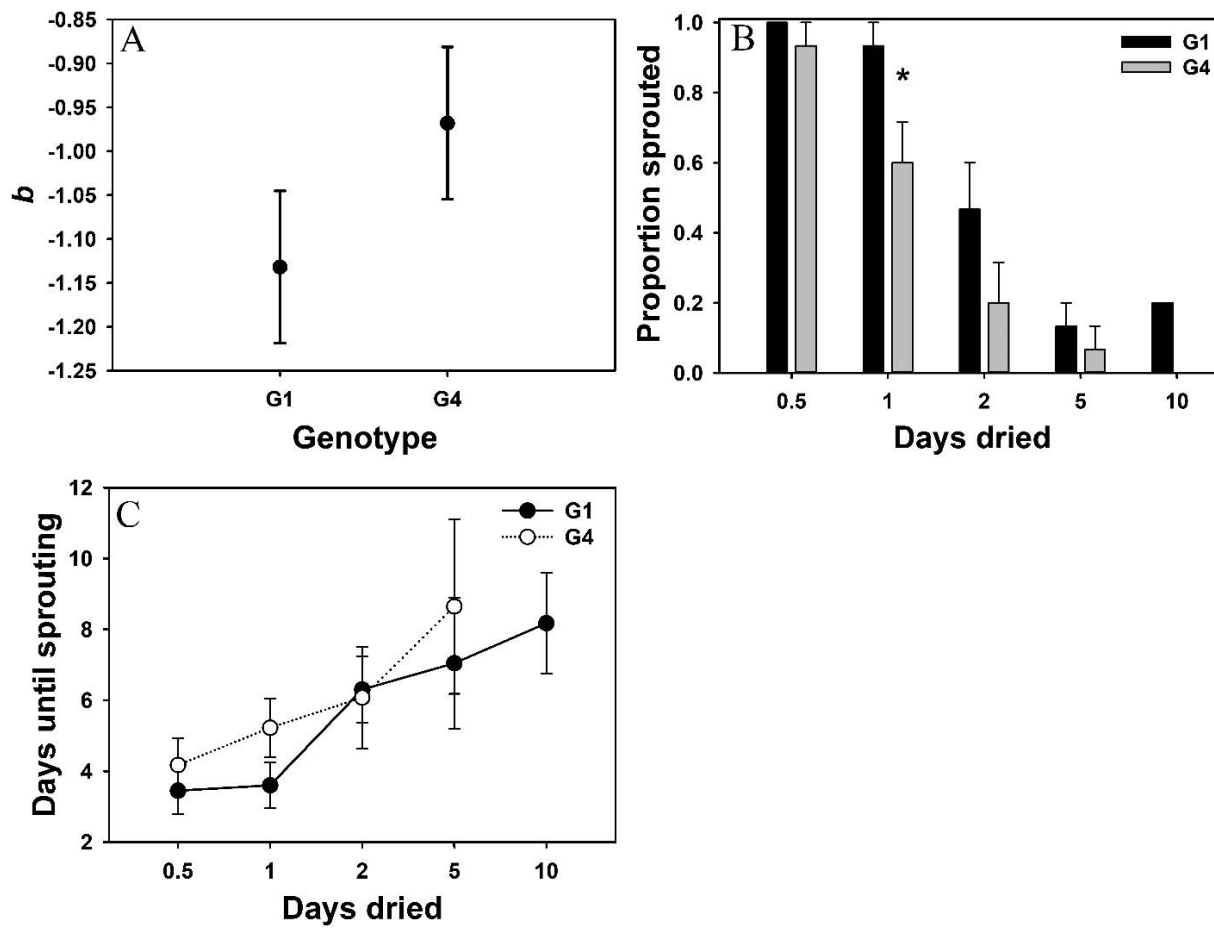 A
-0.85
-0.90
-0.95
-1.00
-1.05
-1.10
-1.15
-1.20
-1.25
b
G1 G4
Genotype
B
G1
G4
*
1.0
0.8
0.6
0.4
0.2
0.0
Proportion sprouted
0.5 1 2 5 10
Days dried
C
G1
G4
12
10
8
6
4
2
Days until sprouting
0.5 1 2 5 10
Days dried